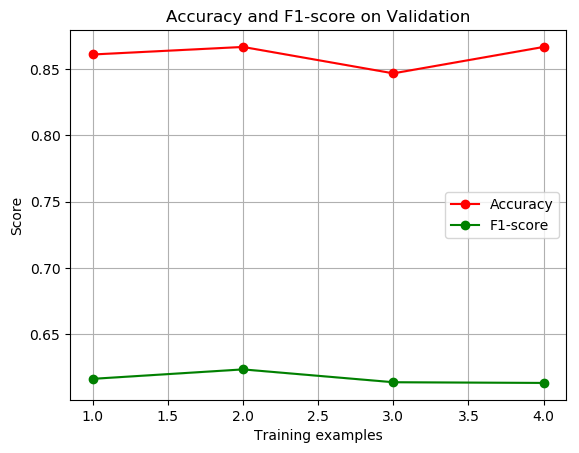 Accuracy and F1-score on Validation
0.85
0.80
0.75
0.70
0.65
Score
Accuracy
F1-score
1.0 1.5 2.0 2.5 3.0 3.5 4.0
Training examples